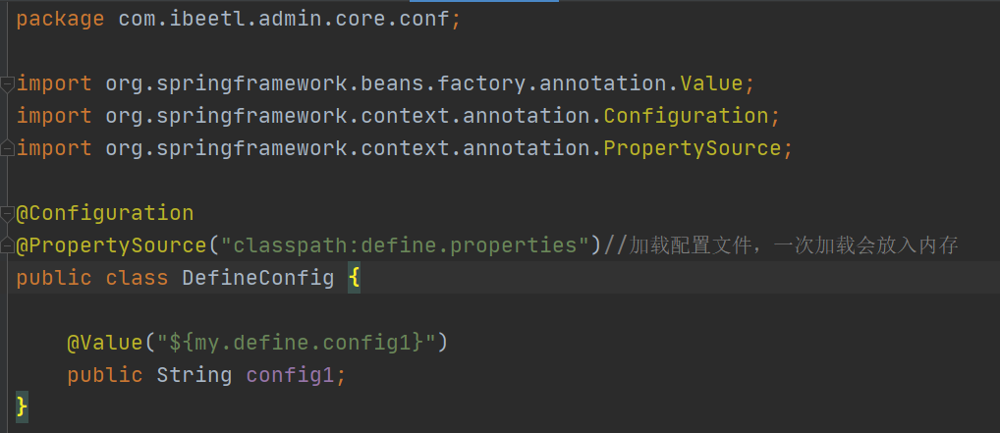 package com.ibeetl.admin.core.conf;
import org.springframework.beans.factory.annotation.Value;
import org.springframework.context.annotation.Configuration;
import org.springframework.context.annotation.PropertySource;
@Configuration
@PropertySource("classpath:define.properties")//加载配置文件，一次加载会放入内存
public class DefineConfig {
@Value("${my.define.config1}")
public String config1;
}